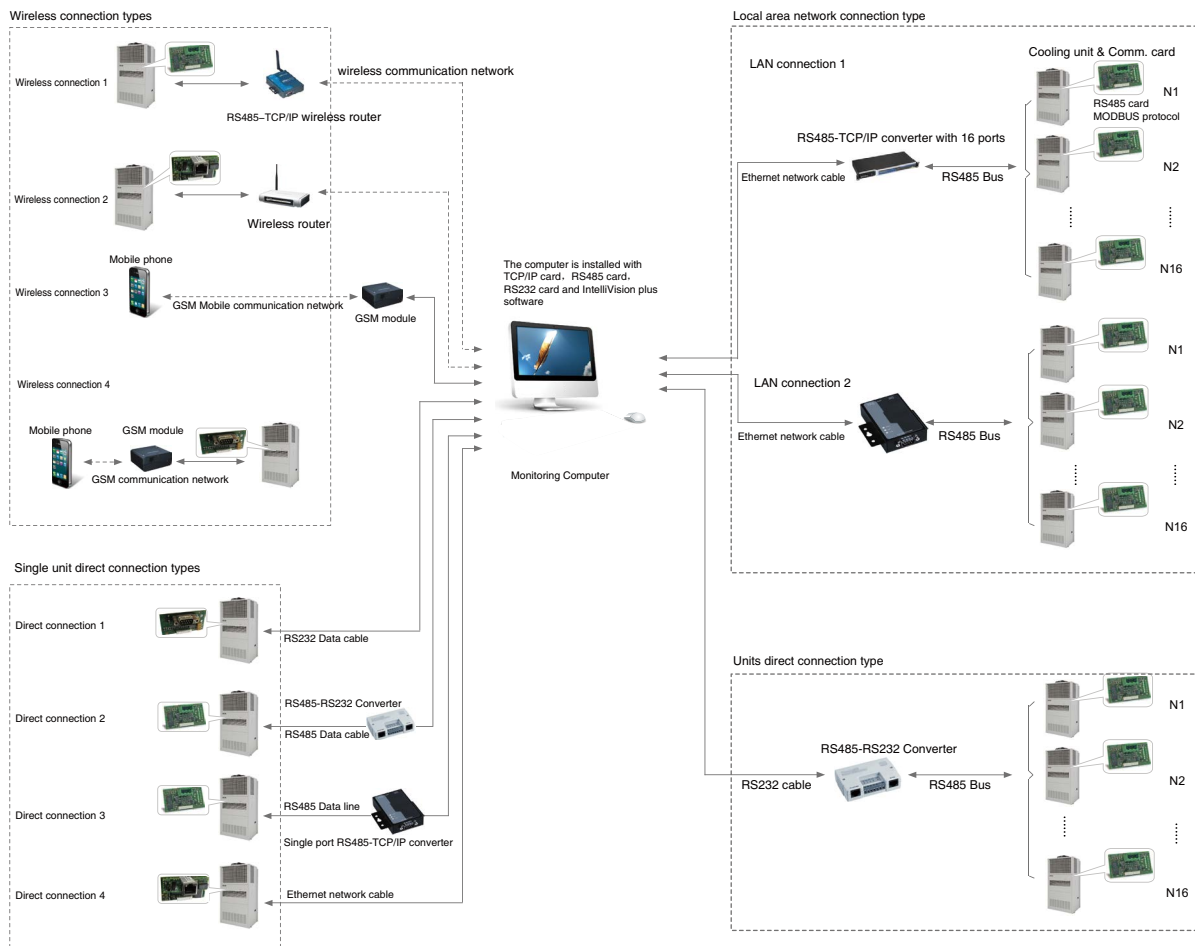 Wireless connection types
Wireless connection 1
RS485–TCP/IP wireless router
wireless communication network
Wireless connection 2
Wireless router
Mobile phone
Wireless connection 3
GSM Mobile communication network
GSM module
Wireless connection 4
Mobile phone
GSM module
GSM communication network
The computer is installed with
TCP/IP card，RS485 card，
RS232 card and IntelliVision plus
software
Monitoring Computer
Single unit direct connection types
Direct connection 1
RS232 Data cable
Direct connection 2
RS485-RS232 Converter
RS485 Data cable
Direct connection 3
RS485 Data line
Single port RS485-TCP/IP converter
Direct connection 4
Ethernet network cable
Local area network connection type
LAN connection 1
Cooling unit & Comm. card
N1
RS485 card
MODBUS protocol
RS485-TCP/IP converter with 16 ports
Ethernet network cable
RS485 Bus
N2
N16
LAN connection 2
Ethernet network cable
RS485 Bus
N1
N2
N16
Units direct connection type
RS485-RS232 Converter
RS232 cable
RS485 Bus
N1
N2
N16